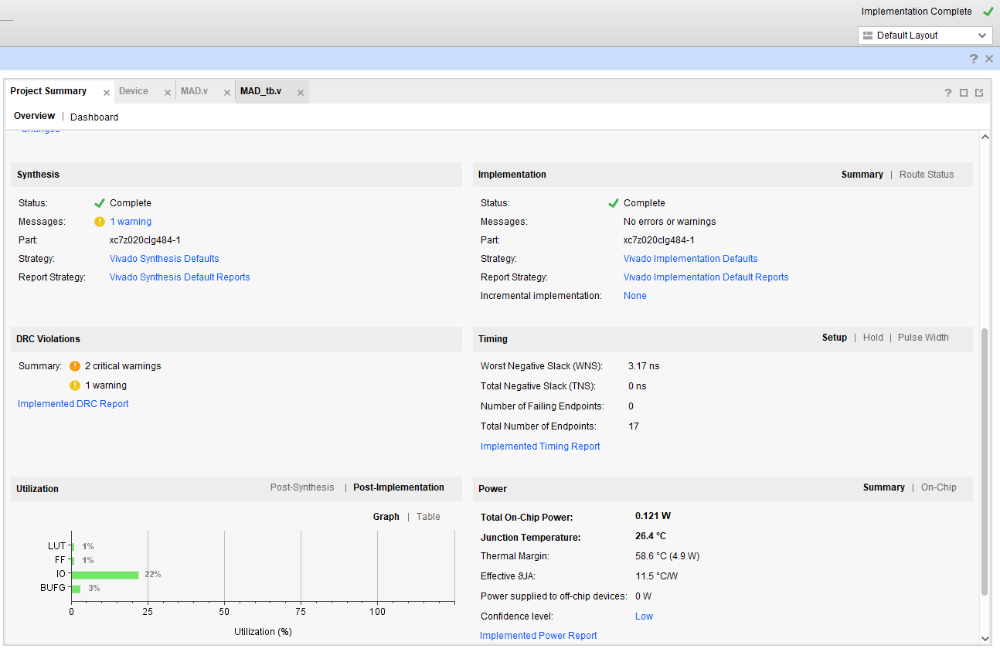 Implementation Complete
Default Layout
Project Summary
Device
MAD.v
MAD_tb.v
Overview | Dashboard
Changes
Synthesis
Status: Complete
Messages: 1 warning
Part: xc7z020clg484-1
Strategy: Vivado Synthesis Defaults
Report Strategy: Vivado Synthesis Default Reports
Implementation
Summary | Route Status
Status: Complete
Messages: No errors or warnings
Part: xc7z020clg484-1
Strategy: Vivado Implementation Defaults
Report Strategy: Vivado Implementation Default Reports
Incremental implementation: None
DRC Violations
Summary: 2 critical warnings
1 warning
Implemented DRC Report
Timing
Setup | Hold | Pulse Width
Worst Negative Slack (WNS): 3.17 ns
Total Negative Slack (TNS): 0 ns
Number of Failing Endpoints: 0
Total Number of Endpoints: 17
Implemented Timing Report
Utilization
Post-Synthesis | Post-Implementation
Graph | Table
LUT 1%
FF 1%
IO 22%
BUFG 3%
0 25 50 75 100
Utilization (%)
Power
Summary | On-Chip
Total On-Chip Power: 0.121 W
Junction Temperature: 26.4 °C
Thermal Margin: 58.6 °C (4.9 W)
Effective ϑJA: 11.5 °C/W
Power supplied to off-chip devices: 0 W
Confidence level: Low
Implemented Power Report